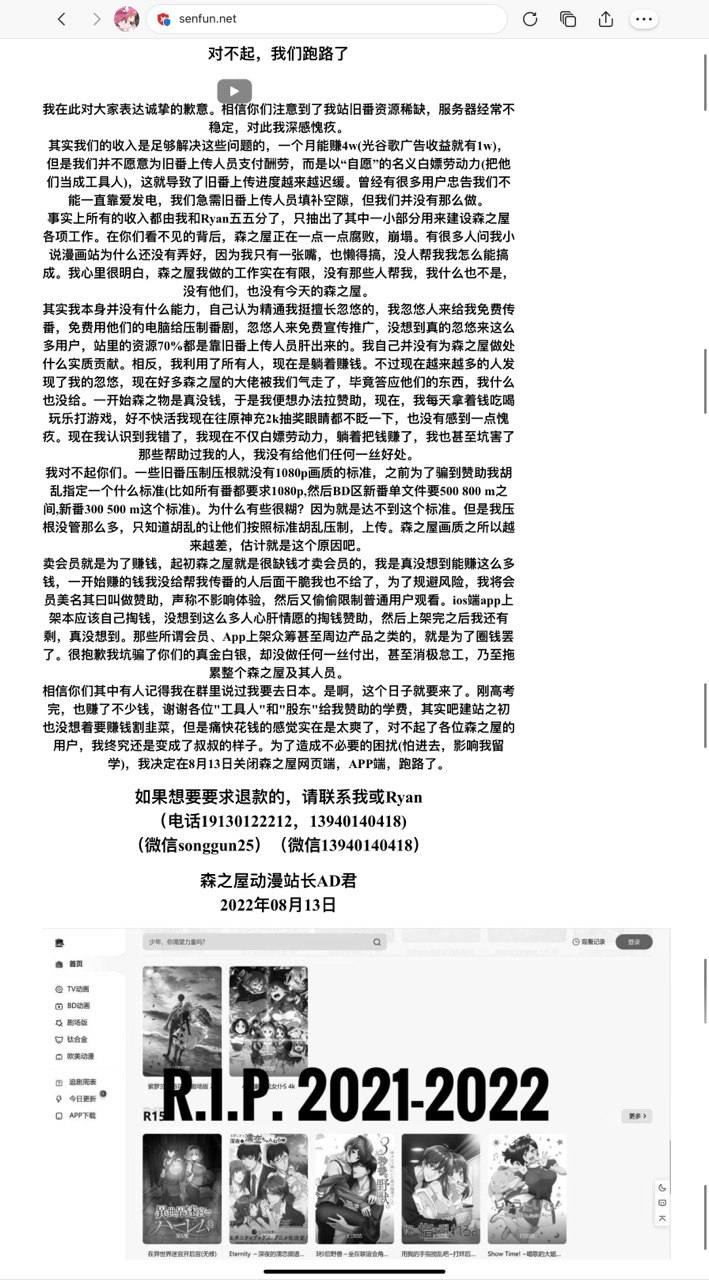 senfun.net
对不起，我们跑路了
我在此对大家表达诚挚的歉意。相信你们注意到了我站旧番资源稀缺，服务器经常不
稳定，对此我深感愧疚。
其实我们的收入是足够解决这些问题的，一个月能赚4w(光谷歌广告收益就有1w)，
但是我们并不愿意为旧番上传人员支付酬劳，而是以“自愿”的名义白嫖劳动力(把他
们当成工具人)，这就导致了旧番上传进度越来越迟缓。曾经有很多用户忠告我们不
能一直靠爱发电，我们急需旧番上传人员填补空隙，但我们并没有那么做。
事实上所有的收入都由我和Ryan五五分了，只抽出了其中一小部分用来建设森之屋
各项工作。在你们看不见的背后，森之屋正在一点一点腐败，崩塌。有很多人问我小
说漫画站为什么还没有弄好，因为我只有一张嘴，也懒得搞，没人帮我我怎么能搞
成。我心里很明白，森之屋我做的工作实在有限，没有那些人帮我，我什么也不是，
没有他们，也没有今天的森之屋。
其实我本身并没有什么能力，自己认为精通我挺擅长忽悠的，我忽悠人来给我免费传
番，免费用他们的电脑给压制番剧，忽悠人来免费宣传推广，没想到真的忽悠来这么
多用户，站里的资源70%都是靠旧番上传人员肝出来的。我自己并没有为森之屋做处
什么实质贡献。相反，我利用了所有人，现在是躺着赚钱。不过现在越来越多的人发
现了我的忽悠，现在好多森之屋的大佬被我们气走了，毕竟答应他们的东西，我什么
也没给。一开始森之物是真没钱，于是我便想办法拉赞助，现在，我每天拿着钱吃喝
玩乐打游戏，好不快活我现在往原神充2k抽奖眼睛都不眨一下，也没有感到一点愧
疚。现在我认识到我错了，我现在不仅白嫖劳动力，躺着把钱赚了，我也甚至坑害了
那些帮助过我的人，我没有给他们任何一丝好处。
我对不起你们。一些旧番压制压根就没有1080p画质的标准，之前为了骗到赞助我胡
乱指定一个什么标准(比如所有番都要求1080p,然后BD区新番单文件要500 800 m之
间,新番300 500 m这个标准)。为什么有些很糊？因为就是达不到这个标准。但是我压
根没管那么多，只知道胡乱的让他们按照标准胡乱压制，上传。森之屋画质之所以越
来越差，估计就是这个原因吧。
卖会员就是为了赚钱，起初森之屋就是很缺钱才卖会员的，我是真没想到能赚这么多
钱，一开始赚的钱我没给帮我传番的人后面干脆我也不给了，为了规避风险，我将会
员美名其曰叫做赞助，声称不影响体验，然后又偷偷限制普通用户观看。ios端app上
架本应该自己掏钱，没想到这么多人心肝情愿的掏钱赞助，然后上架完之后我还有
剩，真没想到。那些所谓会员、App上架众筹甚至周边产品之类的，就是为了圈钱罢
了。很抱歉我坑骗了你们的真金白银，却没做任何一丝付出，甚至消极怠工，乃至拖
累整个森之屋及其人员。
相信你们其中有人记得我在群里说过我要去日本。是啊，这个日子就要来了。刚高考
完，也赚了不少钱，谢谢各位"工具人"和"股东"给我赞助的学费，其实吧建站之初
也没想着要赚钱割韭菜，但是痛快花钱的感觉实在是太爽了，对不起了各位森之屋的
用户，我终究还是变成了叔叔的样子。为了造成不必要的困扰(怕进去，影响我留
学)，我决定在8月13日关闭森之屋网页端，APP端，跑路了。
如果想要要求退款的，请联系我或Ryan
（电话19130122212，13940140418)
（微信songgun25）（微信13940140418）
森之屋动漫站长AD君
2022年08月13日
少年，你渴望力量吗?
观看记录
登录
首页
TV动画
BD动画
剧场版
钛合金
欧美动漫
追剧周表
今日更新
APP下载
R.I.P. 2021-2022
R15
更多
异世界迷宫
ハーレム
第5集
已完结
已完结
已完结
在异世界迷宫开后宫(无修)
Eternity ～深夜的濡恋频道...
3秒后野兽～坐在联谊会角...
用我的手指搅乱吧~打烊后...
Show Time! ~唱歌的大姐...